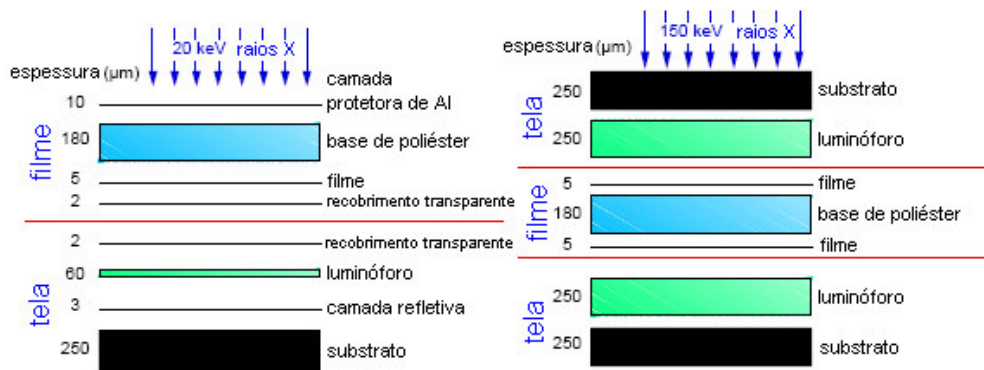 20 keV raios X
espessura (µm)
camada
10 protetora de Al
filme
180 base de poliéster
5 filme
2 recobrimento transparente
2 recobrimento transparente
tela
60 luminóforo
3 camada refletiva
250 substrato
150 keV raios X
espessura (µm)
tela
250 substrato
250 luminóforo
filme
5 filme
180 base de poliéster
5 filme
tela
250 luminóforo
250 substrato